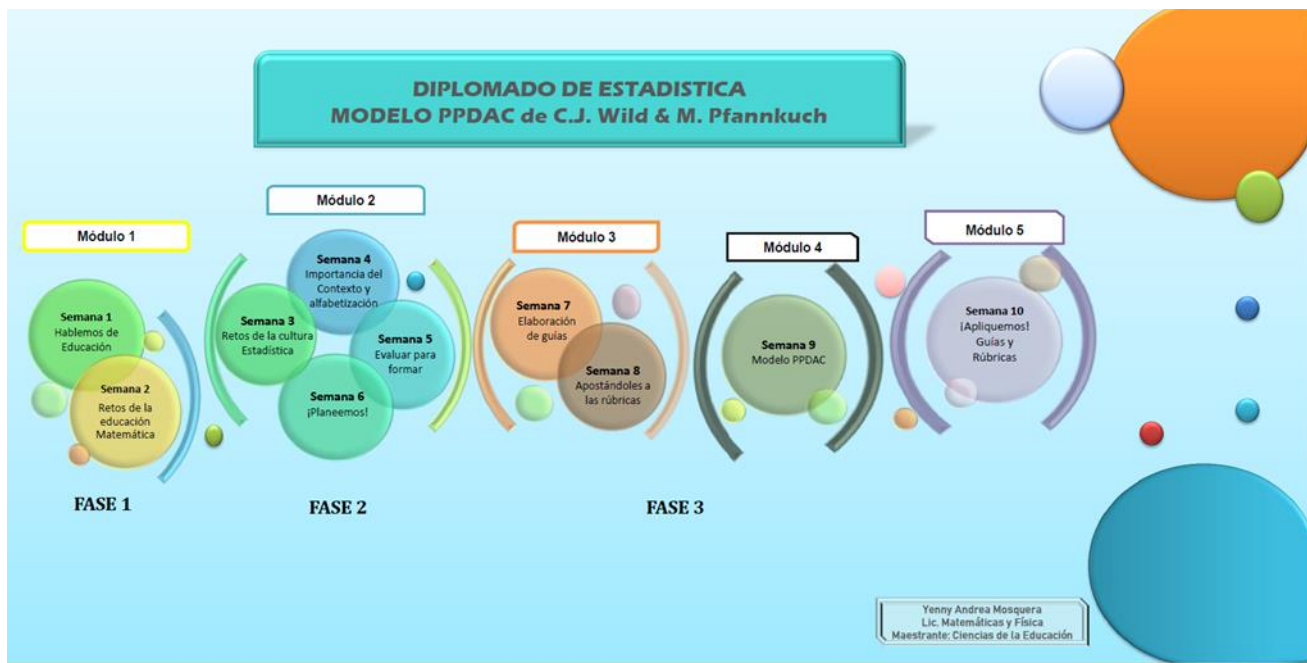 DIPLOMADO DE ESTADISTICA
MODELO PPDAC de C.J. Wild & M. Pfannkuch
Módulo 1
Semana 1
Hablemos de
Educación
Semana 2
Retos de la
educación
Matemática
FASE 1
Módulo 2
Semana 3
Retos de la cultura
Estadística
Semana 4
Importancia del
Contexto y
alfabetización
Semana 5
Evaluar para
formar
Semana 6
¡Planeemos!
FASE 2
Módulo 3
Semana 7
Elaboración
de guías
Semana 8
Apostándoles a
las rúbricas
Módulo 4
Semana 9
Modelo PPDAC
FASE 3
Módulo 5
Semana 10
¡Apliquemos!
Guías y
Rúbricas
Yenny Andrea Mosquera
Lic. Matemáticas y Física
Maestrante: Ciencias de la Educación